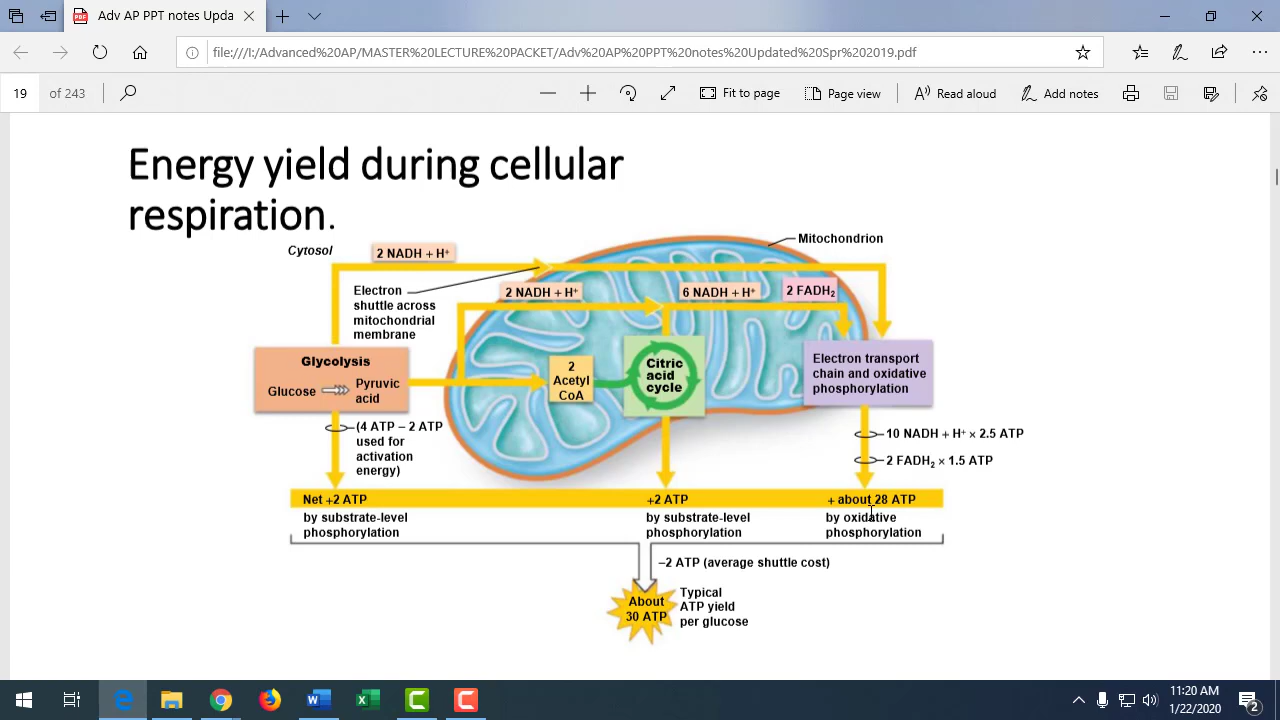 file:///I:/Advanced%20AP/MASTER%20LECTURE%20PACKET/Adv%20AP%20PPT%20notes%20Updated%20Spr%202019.pdf
19 of 243
Fit to page
Page view
Read aloud
Add notes
Energy yield during cellular
respiration.
Cytosol
2 NADH + H⁺
Mitochondrion
Electron
shuttle across
mitochondrial
membrane
2 NADH + H⁺
6 NADH + H⁺
2 FADH₂
Glycolysis
Glucose
Pyruvic
acid
2
Acetyl
CoA
Citric
acid
cycle
Electron transport
chain and oxidative
phosphorylation
(4 ATP – 2 ATP
used for
activation
energy)
10 NADH + H⁺ × 2.5 ATP
2 FADH₂ × 1.5 ATP
Net +2 ATP
by substrate-level
phosphorylation
+2 ATP
by substrate-level
phosphorylation
+ about 28 ATP
by oxidative
phosphorylation
–2 ATP (average shuttle cost)
About
30 ATP
Typical
ATP yield
per glucose
11:20 AM
1/22/2020
2